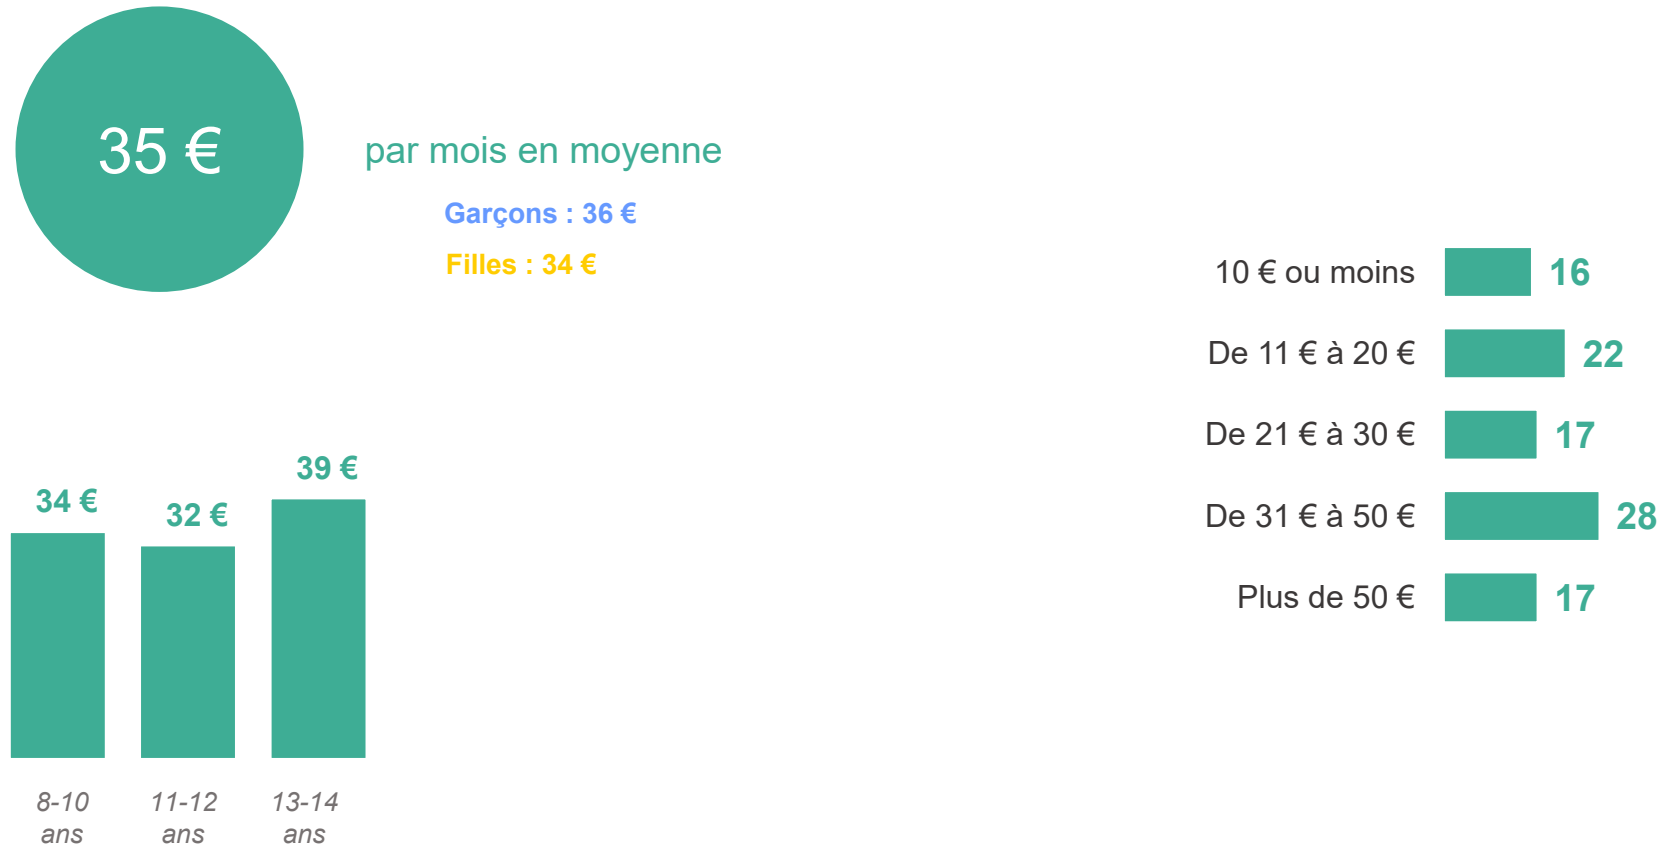 35 €
par mois en moyenne
Garçons : 36 €
Filles : 34 €
34 €
32 €
39 €
8-10
ans
11-12
ans
13-14
ans
10 € ou moins 16
De 11 € à 20 € 22
De 21 € à 30 € 17
De 31 € à 50 € 28
Plus de 50 € 17